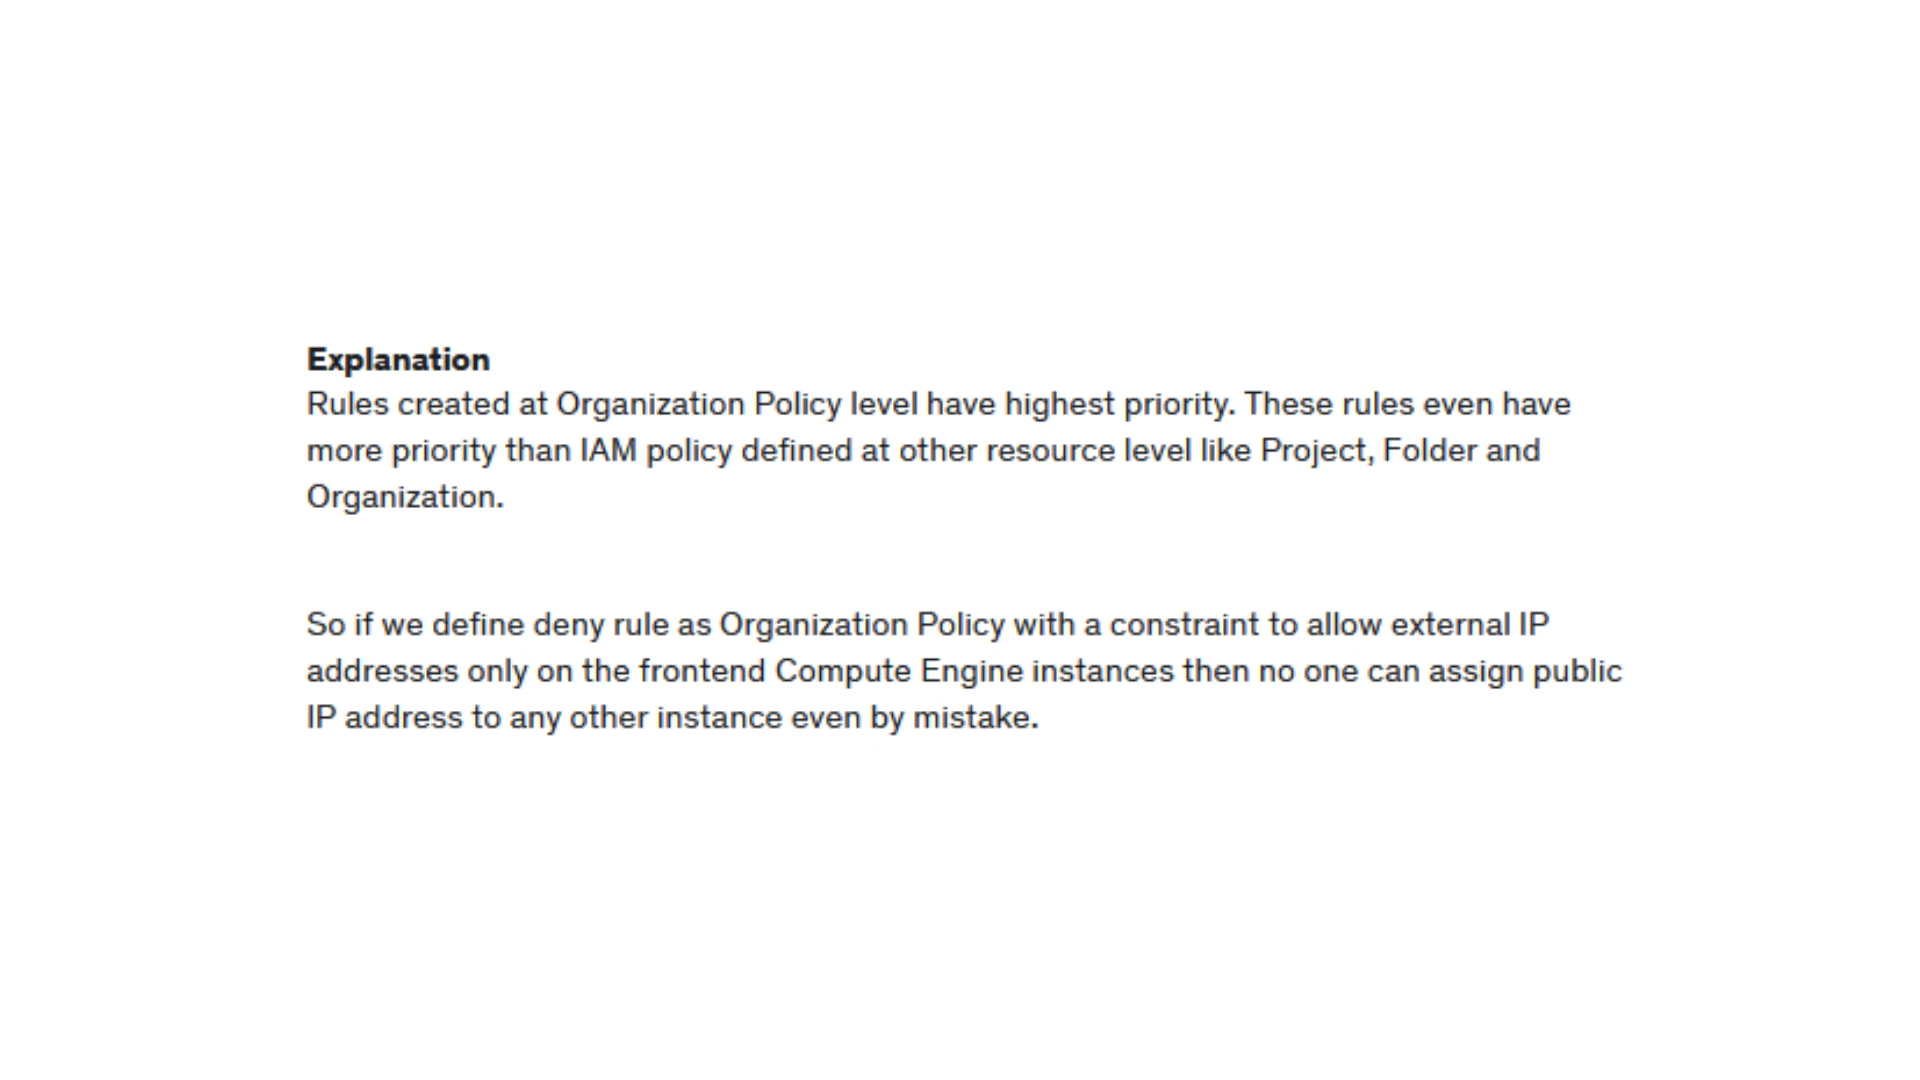 Explanation
Rules created at Organization Policy level have highest priority. These rules even have
more priority than IAM policy defined at other resource level like Project, Folder and
Organization.
So if we define deny rule as Organization Policy with a constraint to allow external IP
addresses only on the frontend Compute Engine instances then no one can assign public
IP address to any other instance even by mistake.